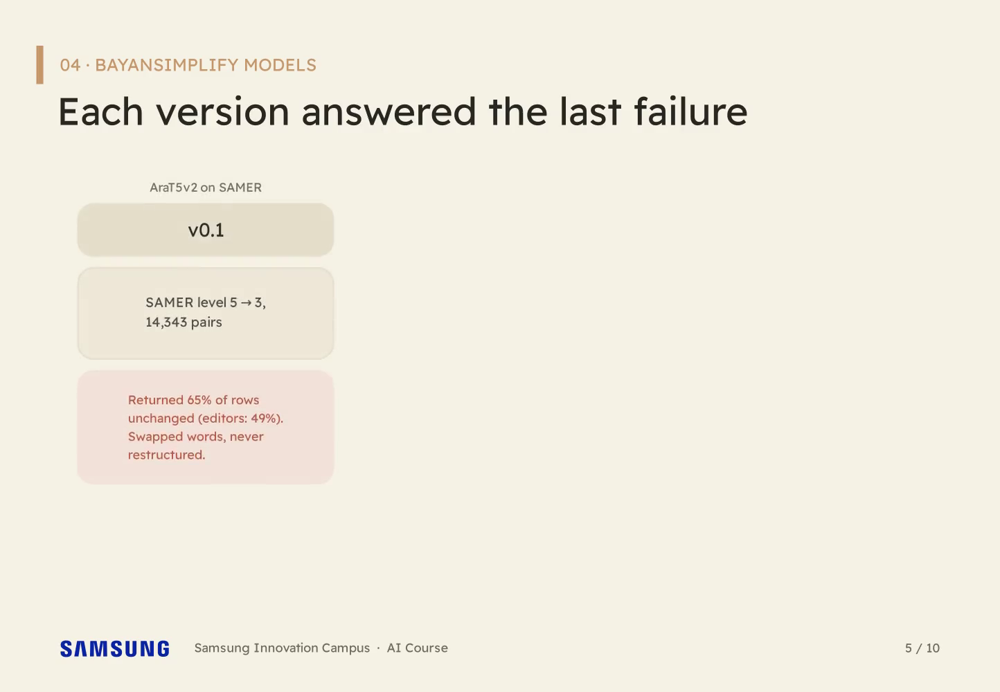 04 · BAYANSIMPLIFY MODELS
Each version answered the last failure
AraT5v2 on SAMER
v0.1
SAMER level 5 → 3,
14,343 pairs
Returned 65% of rows
unchanged (editors: 49%).
Swapped words, never
restructured.
SAMSUNG
Samsung Innovation Campus · AI Course
5 / 10